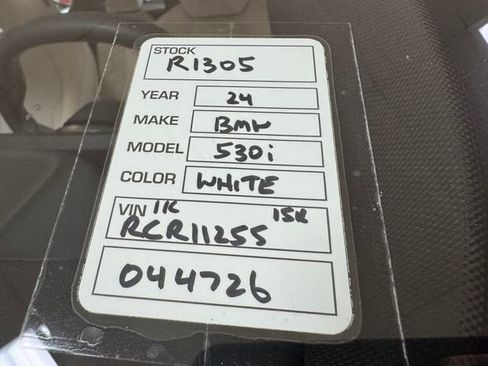 STOCK
R1305
YEAR 24
MAKE BMW
MODEL 530i
COLOR WHITE
VIN 1K 15K
RCR11255
044726